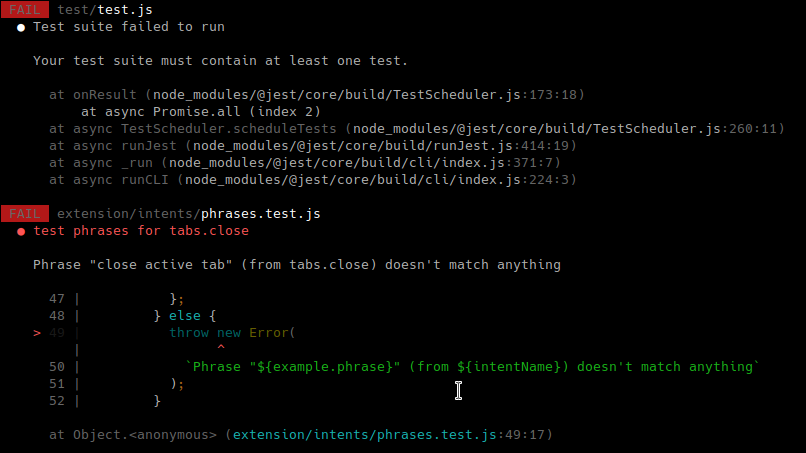 FAIL test/test.js
● Test suite failed to run
Your test suite must contain at least one test.
at onResult (node_modules/@jest/core/build/TestScheduler.js:173:18)
at async Promise.all (index 2)
at async TestScheduler.scheduleTests (node_modules/@jest/core/build/TestScheduler.js:260:11)
at async runJest (node_modules/@jest/core/build/runJest.js:414:19)
at async _run (node_modules/@jest/core/build/cli/index.js:371:7)
at async runCLI (node_modules/@jest/core/build/cli/index.js:224:3)
FAIL extension/intents/phrases.test.js
● test phrases for tabs.close
Phrase "close active tab" (from tabs.close) doesn't match anything
47 | };
48 | } else {
> 49 | throw new Error(
| ^
50 | `Phrase "${example.phrase}" (from ${intentName}) doesn't match anything`
51 | );
52 | }
at Object.<anonymous> (extension/intents/phrases.test.js:49:17)